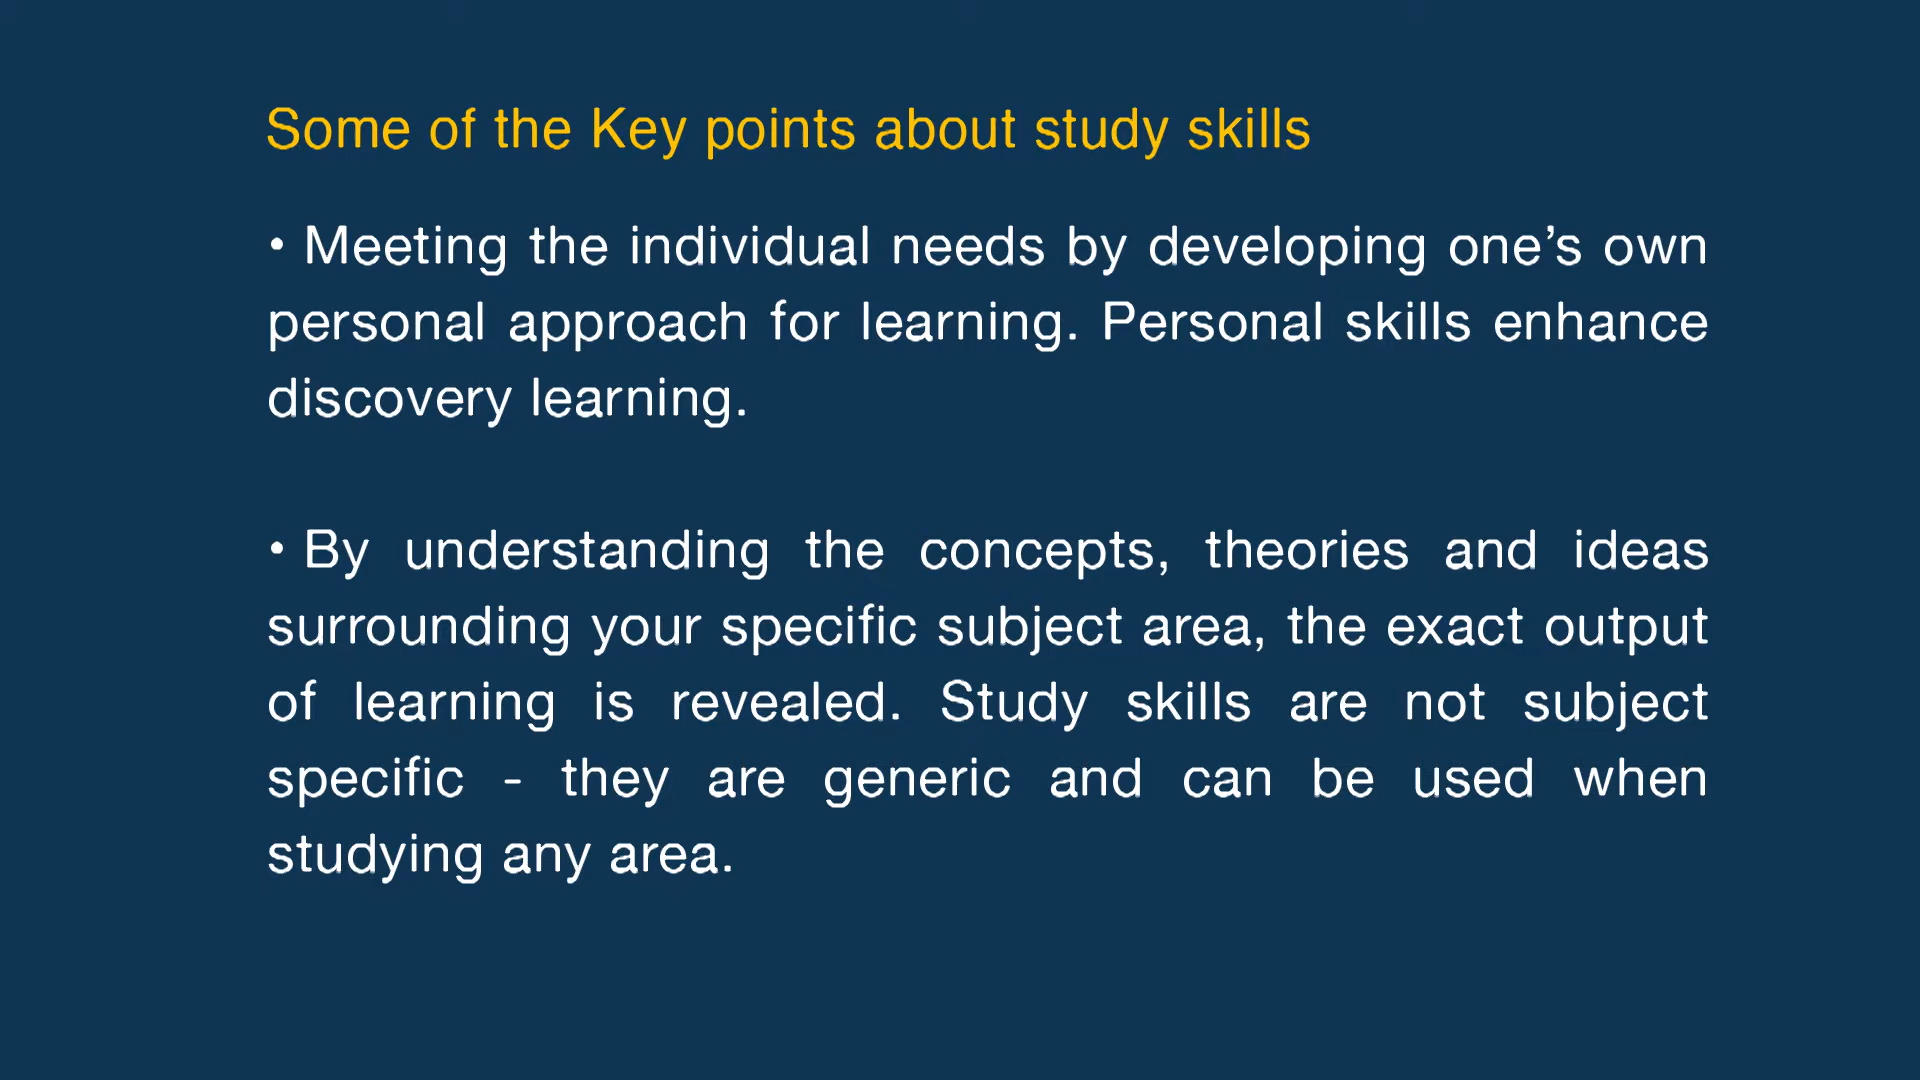 Some of the Key points about study skills
• Meeting the individual needs by developing one’s own
personal approach for learning. Personal skills enhance
discovery learning.
• By understanding the concepts, theories and ideas
surrounding your specific subject area, the exact output
of learning is revealed. Study skills are not subject
specific - they are generic and can be used when
studying any area.